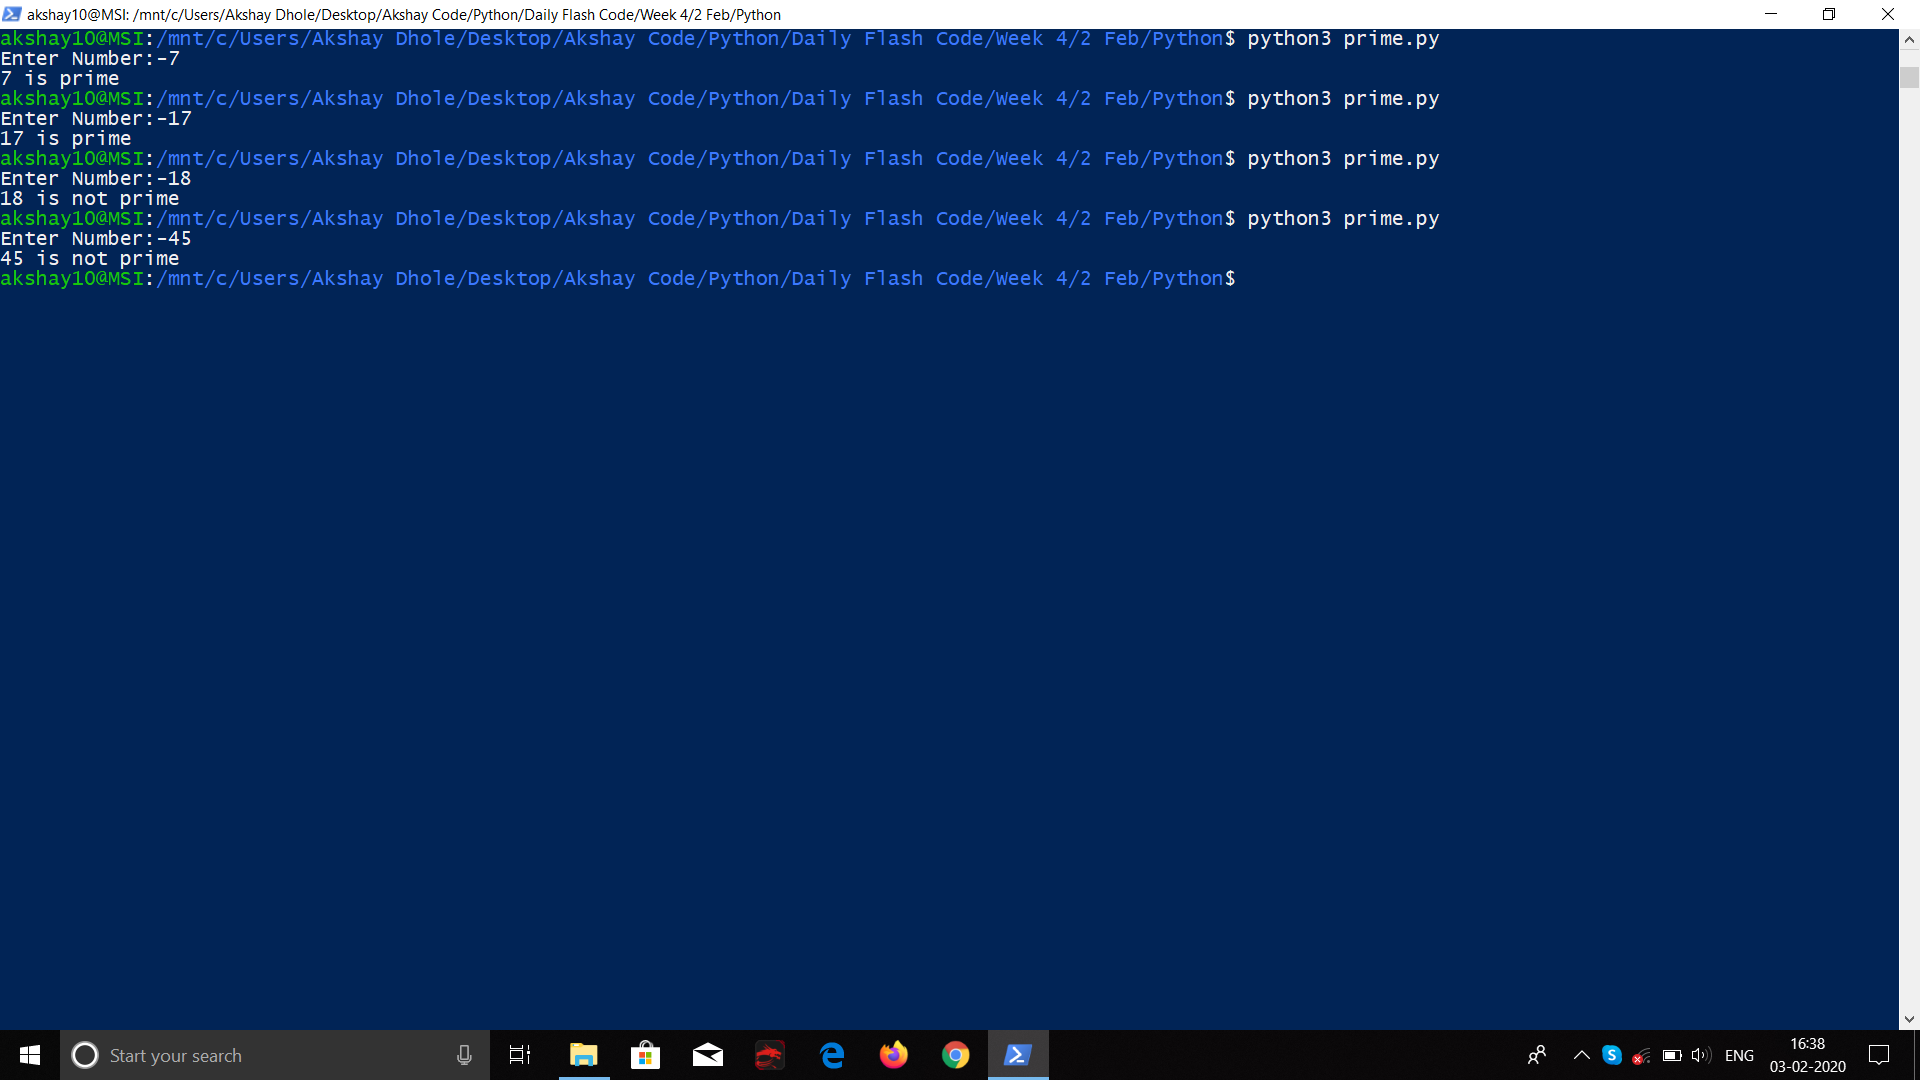 akshay10@MSI: /mnt/c/Users/Akshay Dhole/Desktop/Akshay Code/Python/Daily Flash Code/Week 4/2 Feb/Python
akshay10@MSI:/mnt/c/Users/Akshay Dhole/Desktop/Akshay Code/Python/Daily Flash Code/Week 4/2 Feb/Python$ python3 prime.py
Enter Number:-7
7 is prime
akshay10@MSI:/mnt/c/Users/Akshay Dhole/Desktop/Akshay Code/Python/Daily Flash Code/Week 4/2 Feb/Python$ python3 prime.py
Enter Number:-17
17 is prime
akshay10@MSI:/mnt/c/Users/Akshay Dhole/Desktop/Akshay Code/Python/Daily Flash Code/Week 4/2 Feb/Python$ python3 prime.py
Enter Number:-18
18 is not prime
akshay10@MSI:/mnt/c/Users/Akshay Dhole/Desktop/Akshay Code/Python/Daily Flash Code/Week 4/2 Feb/Python$ python3 prime.py
Enter Number:-45
45 is not prime
akshay10@MSI:/mnt/c/Users/Akshay Dhole/Desktop/Akshay Code/Python/Daily Flash Code/Week 4/2 Feb/Python$
Start your search
ENG
16:38
03-02-2020